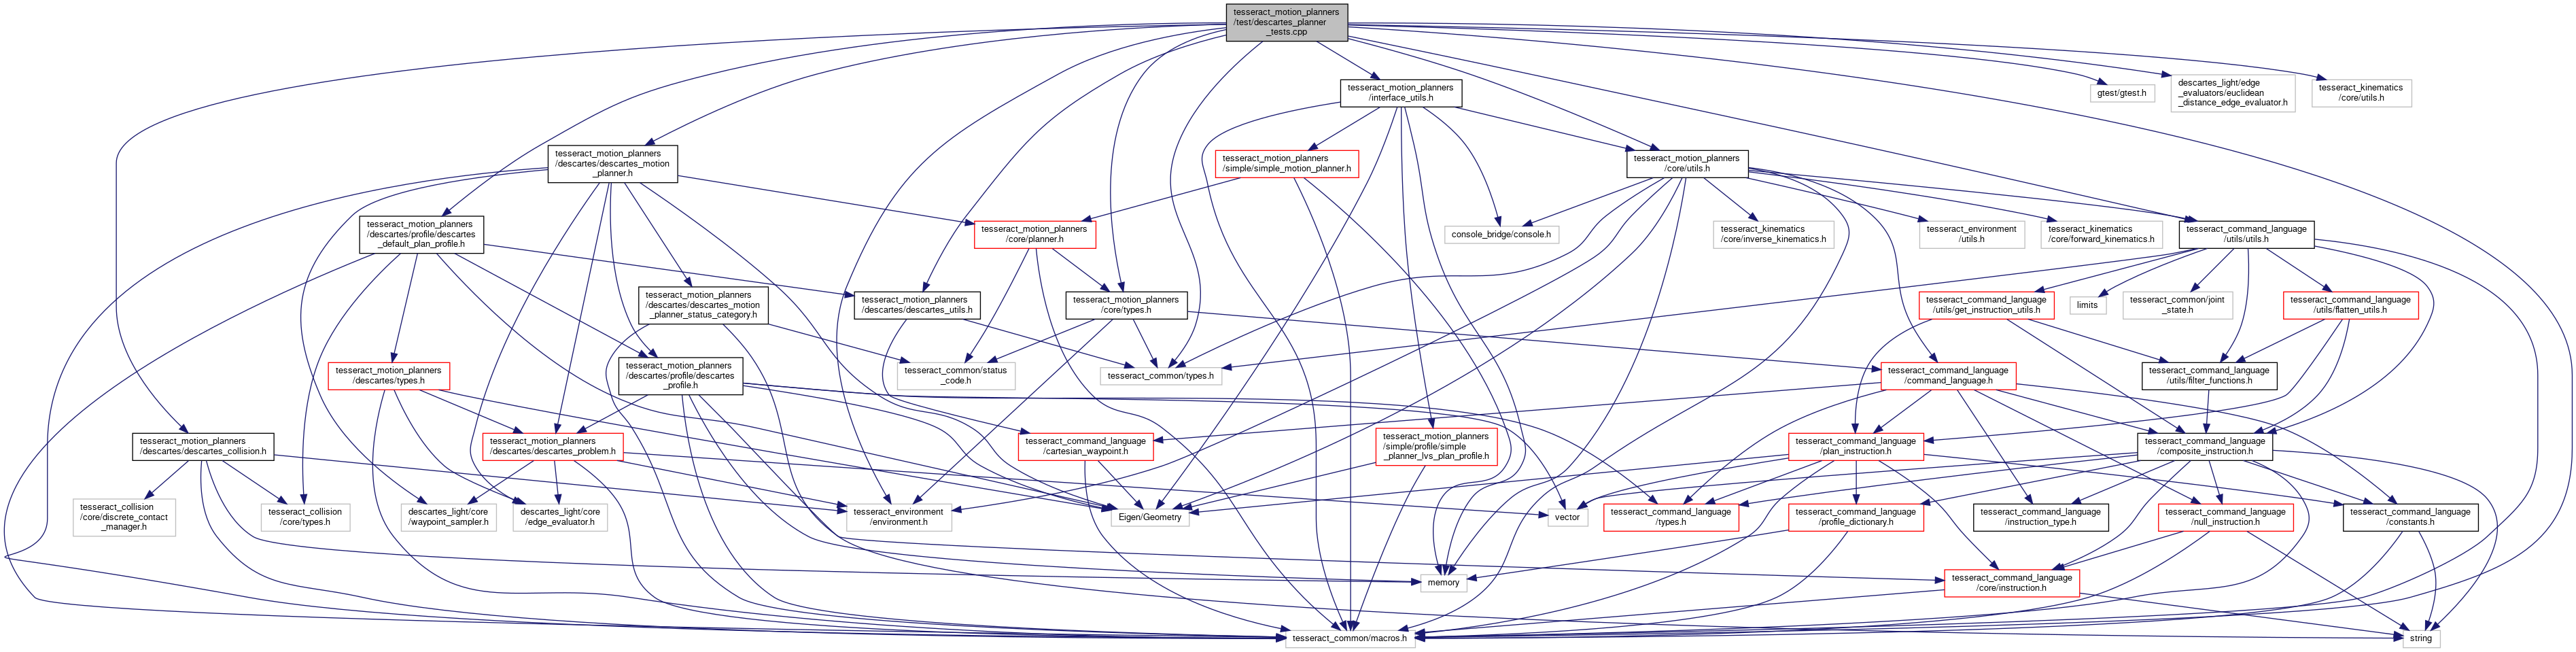 tesseract_motion_planners
/test/descartes_planner
_tests.cpp
tesseract_motion_planners
/interface_utils.h
gtest/gtest.h
descartes_light/edge
_evaluators/euclidean
_distance_edge_evaluator.h
tesseract_kinematics
/core/utils.h
tesseract_motion_planners
/descartes/descartes_motion
_planner.h
tesseract_motion_planners
/simple/simple_motion_planner.h
tesseract_motion_planners
/core/utils.h
tesseract_motion_planners
/descartes/profile/descartes
_default_plan_profile.h
tesseract_motion_planners
/core/planner.h
console_bridge/console.h
tesseract_kinematics
/core/inverse_kinematics.h
tesseract_environment
/utils.h
tesseract_kinematics
/core/forward_kinematics.h
tesseract_command_language
/utils/utils.h
tesseract_motion_planners
/descartes/descartes_motion
_planner_status_category.h
tesseract_motion_planners
/descartes/descartes_utils.h
tesseract_motion_planners
/core/types.h
tesseract_command_language
/utils/get_instruction_utils.h
limits
tesseract_common/joint
_state.h
tesseract_command_language
/utils/flatten_utils.h
tesseract_motion_planners
/descartes/types.h
tesseract_motion_planners
/descartes/profile/descartes
_profile.h
tesseract_common/status
_code.h
tesseract_common/types.h
tesseract_command_language
/command_language.h
tesseract_command_language
/utils/filter_functions.h
tesseract_motion_planners
/descartes/descartes_collision.h
tesseract_motion_planners
/descartes/descartes_problem.h
tesseract_command_language
/cartesian_waypoint.h
tesseract_motion_planners
/simple/profile/simple
_planner_lvs_plan_profile.h
tesseract_command_language
/plan_instruction.h
tesseract_command_language
/composite_instruction.h
tesseract_collision
/core/discrete_contact
_manager.h
tesseract_collision
/core/types.h
descartes_light/core
/waypoint_sampler.h
descartes_light/core
/edge_evaluator.h
tesseract_environment
/environment.h
Eigen/Geometry
vector
tesseract_command_language
/types.h
tesseract_command_language
/profile_dictionary.h
tesseract_command_language
/instruction_type.h
tesseract_command_language
/null_instruction.h
tesseract_command_language
/constants.h
memory
tesseract_command_language
/core/instruction.h
tesseract_common/macros.h
string